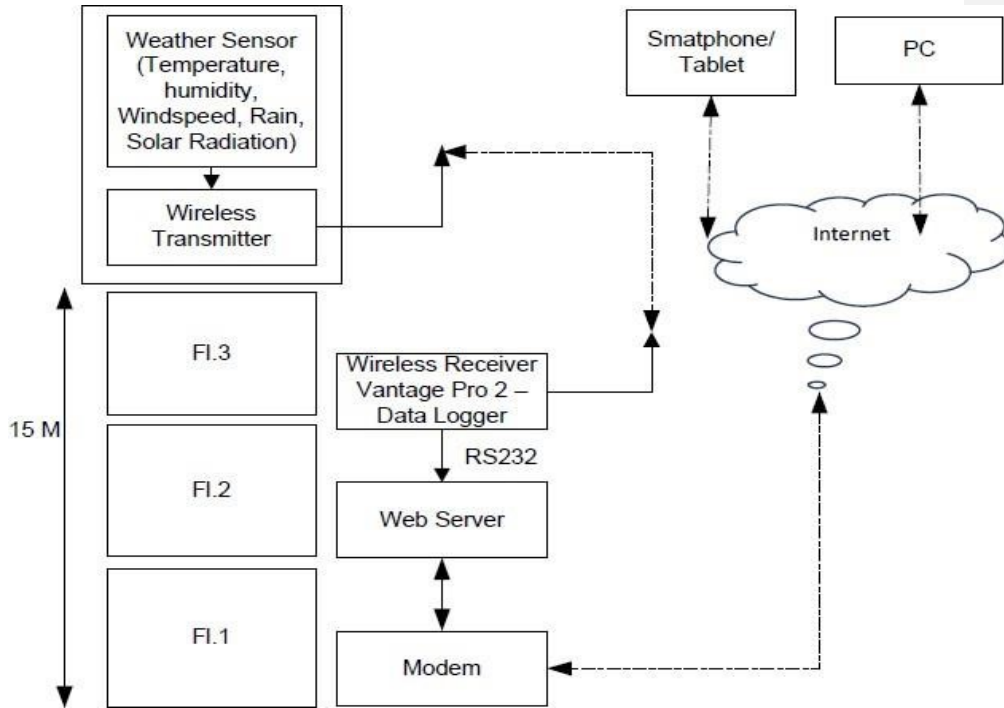 Weather Sensor
(Temperature,
humidity,
Windspeed, Rain,
Solar Radiation)
Wireless
Transmitter
Smatphone/
Tablet
PC
Internet
Fl.3
Wireless Receiver
Vantage Pro 2 –
Data Logger
15 M
RS232
Fl.2
Web Server
Fl.1
Modem